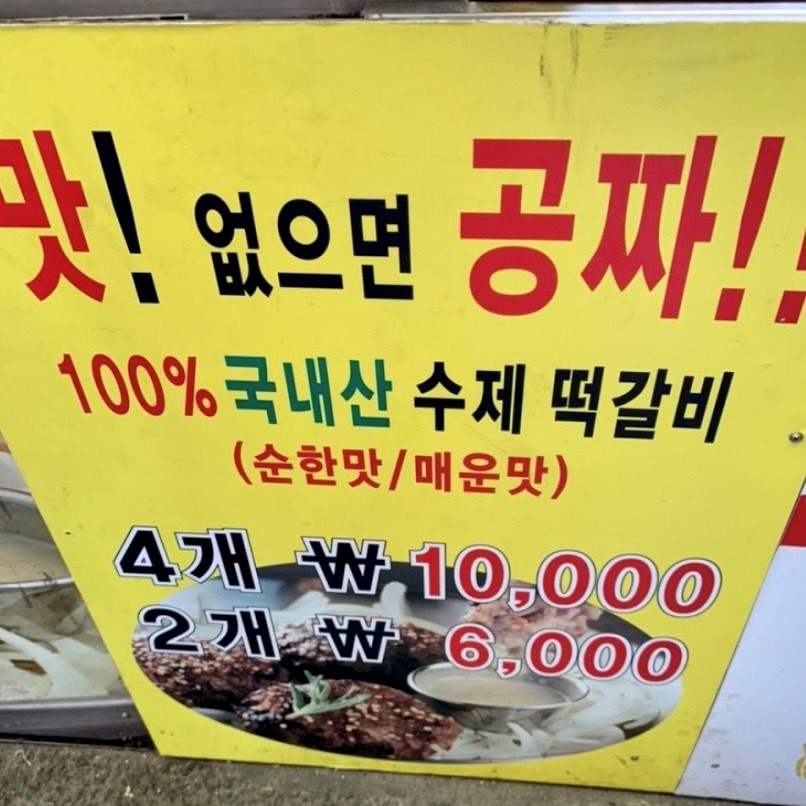 맛! 없으면 공짜!!
100% 국내산 수제 떡갈비
(순한맛/매운맛)
4개 ₩ 10,000
2개 ₩ 6,000